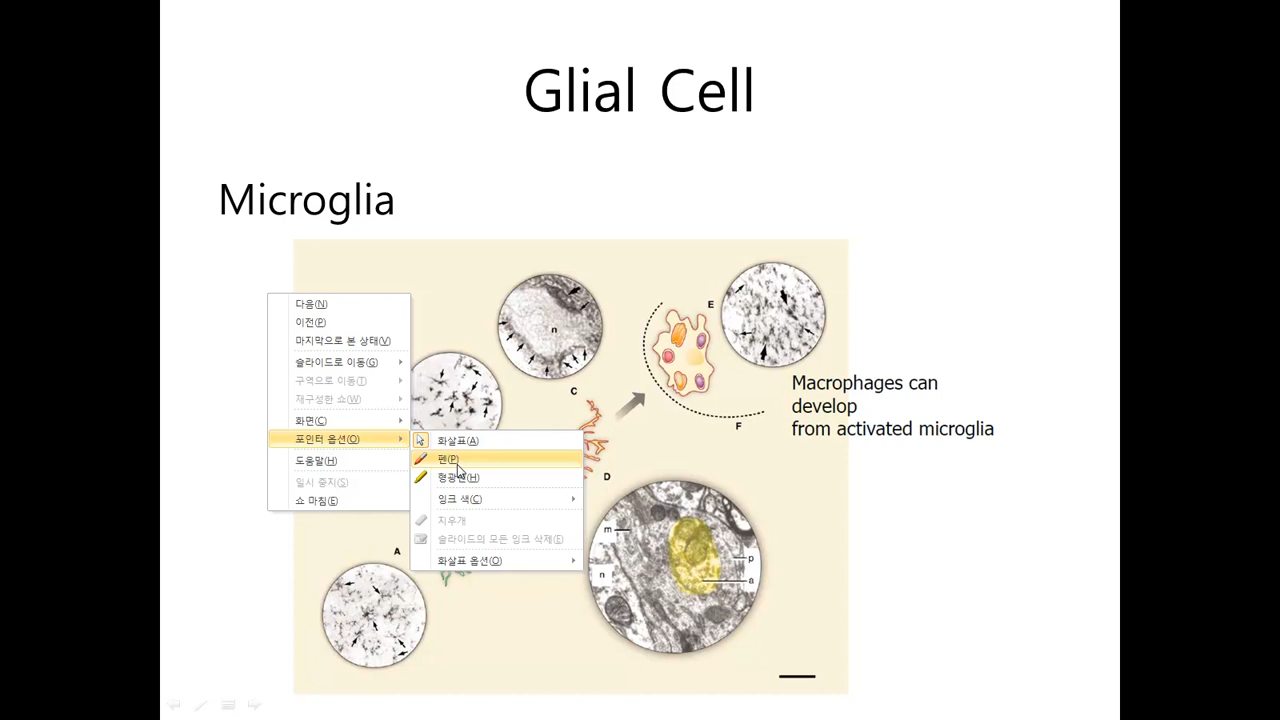 Glial Cell
Microglia
다음(N)
이전(P)
마지막으로 본 상태(V)
슬라이드로 이동(G)
구역으로 이동(T)
재구성한 쇼(W)
화면(C)
포인터 옵션(O)
도움말(H)
일시 중지(S)
쇼 마침(E)
화살표(A)
펜(P)
형광펜(H)
잉크 색(C)
지우개
슬라이드의 모든 잉크 삭제(E)
화살표 옵션(O)
n
C
E
F
D
A
Macrophages can
develop
from activated microglia
m
n
p
a